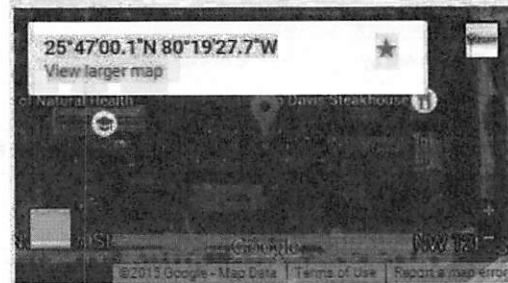 25°47'00.1"N 80°19'27.7"W
View larger map
of Natural Health
Davis Steakhouse
Google
NW 12
©2015 Google - Map Data Terms of Use Report a map error